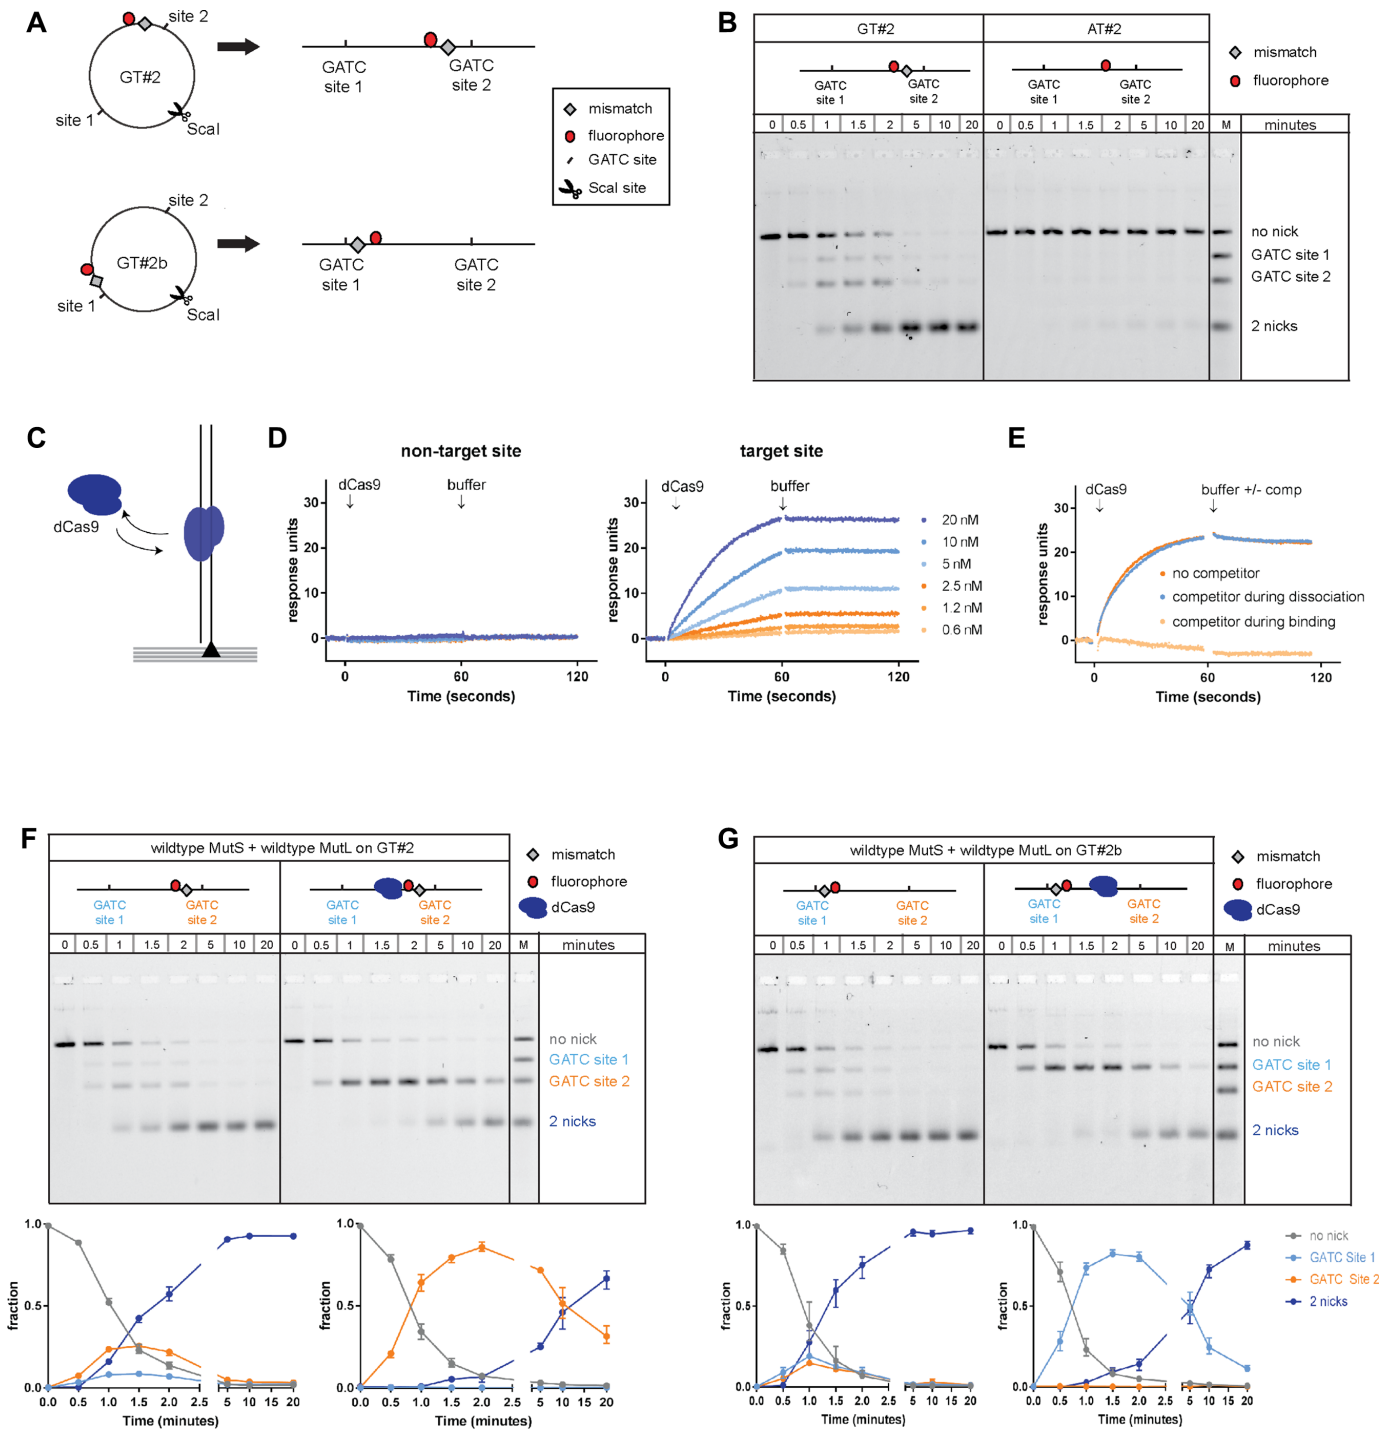 A
site 2
GT#2
site 1
ScaI
GATC
site 1
GATC
site 2
site 2
GT#2b
site 1
ScaI
GATC
site 1
GATC
site 2
mismatch
fluorophore
GATC site
ScaI site
B
GT#2
AT#2
GATC
site 1
GATC
site 2
GATC
site 1
GATC
site 2
mismatch
fluorophore
0 0.5 1 1.5 2 5 10 20 0 0.5 1 1.5 2 5 10 20 M minutes
no nick
GATC site 1
GATC site 2
2 nicks
C
dCas9
D
non-target site
dCas9
buffer
response units
30
20
10
0
0 60 120
Time (seconds)
target site
dCas9
buffer
response units
30
20
10
0
0 60 120
Time (seconds)
20 nM
10 nM
5 nM
2.5 nM
1.2 nM
0.6 nM
E
dCas9
buffer +/- comp
response units
30
20
10
0
no competitor
competitor during dissociation
competitor during binding
0 60 120
Time (seconds)
F
wildtype MutS + wildtype MutL on GT#2
GATC
site 1
GATC
site 2
GATC
site 1
GATC
site 2
mismatch
fluorophore
dCas9
0 0.5 1 1.5 2 5 10 20 0 0.5 1 1.5 2 5 10 20 M minutes
no nick
GATC site 1
GATC site 2
2 nicks
fraction
1.0
0.5
0.0
0.0 0.5 1.0 1.5 2.0 2.5 5 10 15 20
Time (minutes)
fraction
1.0
0.5
0.0
0.0 0.5 1.0 1.5 2.0 2.5 5 10 15 20
Time (minutes)
G
wildtype MutS + wildtype MutL on GT#2b
GATC
site 1
GATC
site 2
GATC
site 1
GATC
site 2
mismatch
fluorophore
dCas9
0 0.5 1 1.5 2 5 10 20 0 0.5 1 1.5 2 5 10 20 M minutes
no nick
GATC site 1
GATC site 2
2 nicks
fraction
1.0
0.5
0.0
0.0 0.5 1.0 1.5 2.0 2.5 5 10 15 20
Time (minutes)
fraction
1.0
0.5
0.0
0.0 0.5 1.0 1.5 2.0 2.5 5 10 15 20
Time (minutes)
no nick
GATC Site 1
GATC Site 2
2 nicks